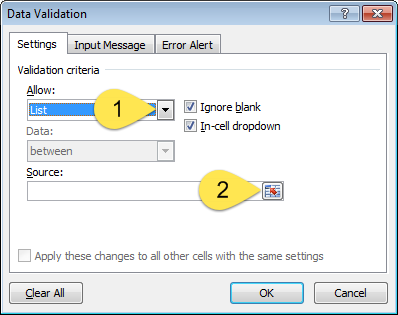 Data Validation
Settings
Input Message
Error Alert
Validation criteria
Allow:
List
1
Ignore blank
Data:
In-cell dropdown
between
Source:
2
Apply these changes to all other cells with the same settings
Clear All
OK
Cancel